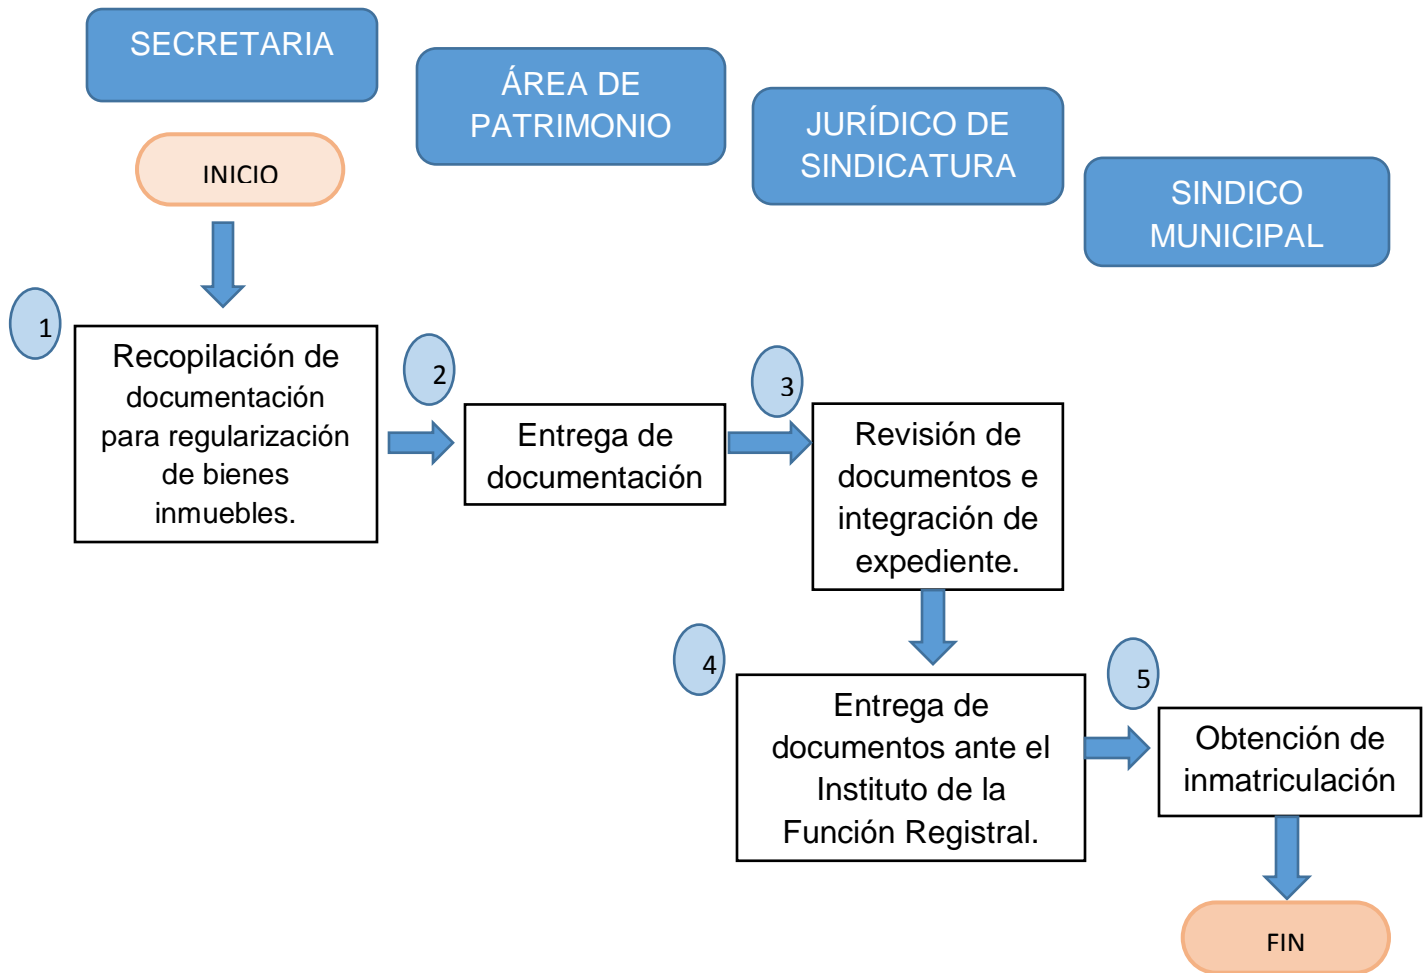 SECRETARIA
ÁREA DE
PATRIMONIO
JURÍDICO DE
SINDICATURA
SINDICO
MUNICIPAL
INICIO
1
Recopilación de
documentación
para regularización
de bienes
inmuebles.
2
Entrega de
documentación
3
Revisión de
documentos e
integración de
expediente.
4
Entrega de
documentos ante el
Instituto de la
Función Registral.
5
Obtención de
inmatriculación
FIN